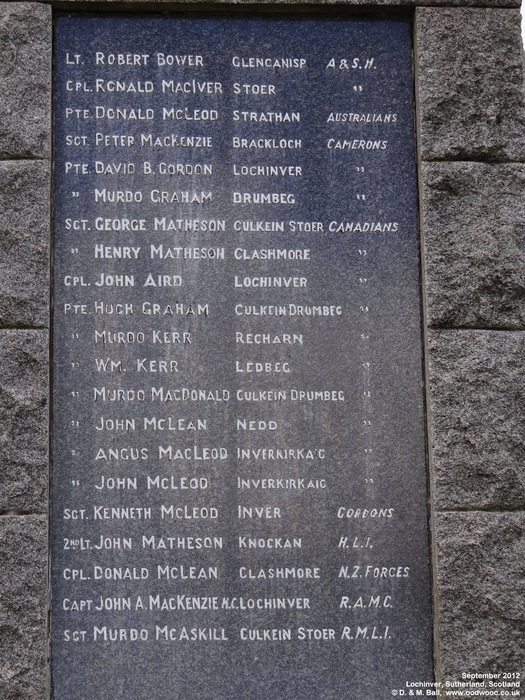 LT. ROBERT BOWER GLENCANISP A & S.H.
CPL. RONALD MACIVER STOER "
PTE. DONALD MCLEOD STRATHAN AUSTRALIANS
SGT. PETER MACKENZIE BRACKLOCH CAMERONS
PTE. DAVID B. GORDON LOCHINVER "
" MURDO GRAHAM DRUMBEG "
SGT. GEORGE MATHESON CULKEIN STOER CANADIANS
" HENRY MATHESON CLASHMORE "
CPL. JOHN AIRD LOCHINVER "
PTE. HUGH GRAHAM CULKEIN DRUMBEG "
" MURDO KERR RECHARN "
" WM. KERR LEDBEG "
" MURDO MACDONALD CULKEIN DRUMBEG "
" JOHN MCLEAN NEDD "
" ANGUS MACLEOD INVERKIRKAIG "
" JOHN MCLEOD INVERKIRKAIG "
SGT. KENNETH MCLEOD INVER GORDONS
2ND LT. JOHN MATHESON KNOCKAN H.L.I.
CPL. DONALD MCLEAN CLASHMORE N.Z. FORCES
CAPT JOHN A. MACKENZIE M.C. LOCHINVER R.A.M.C.
SGT MURDO MCASKILL CULKEIN STOER R.M.L.I.
September 2012
Lochinver, Sutherland, Scotland
© D. & M. Ball, www.oodwooc.co.uk